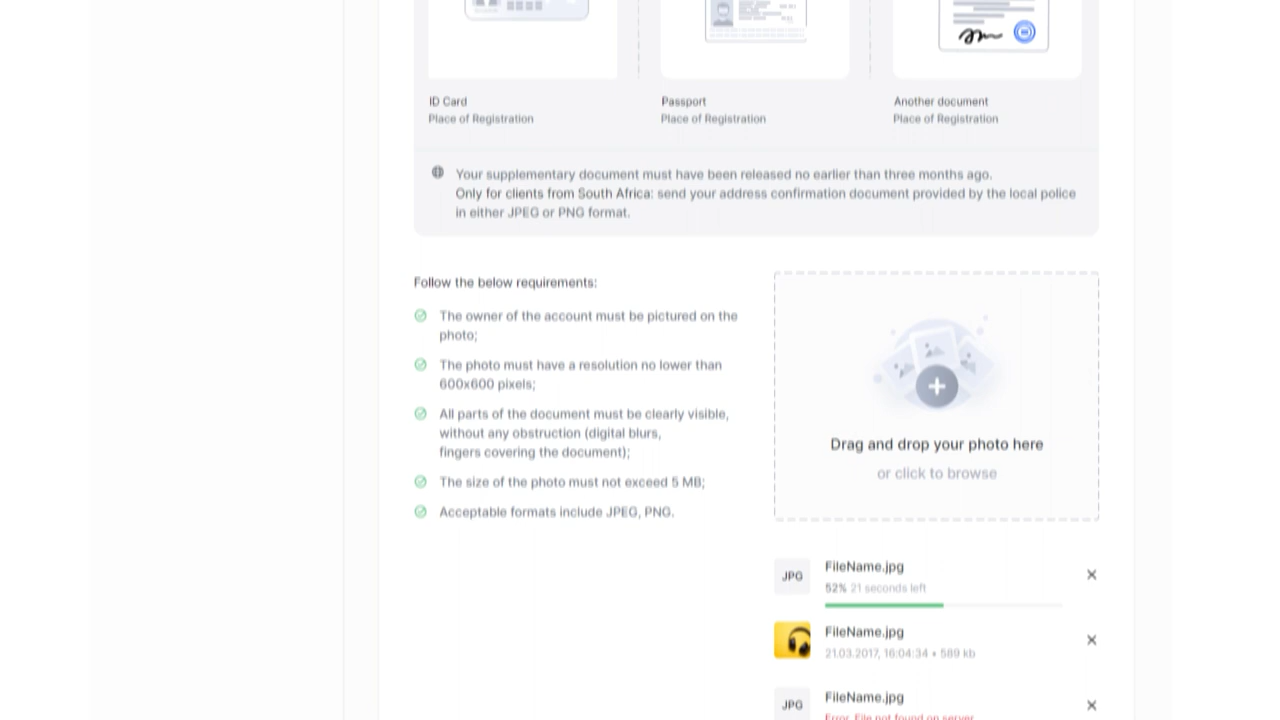 ID Card
Place of Registration
Passport
Place of Registration
Another document
Place of Registration
Your supplementary document must have been released no earlier than three months ago.
Only for clients from South Africa: send your address confirmation document provided by the local police
in either JPEG or PNG format.
Follow the below requirements:
The owner of the account must be pictured on the
photo;
The photo must have a resolution no lower than
600x600 pixels;
All parts of the document must be clearly visible,
without any obstruction (digital blurs,
fingers covering the document);
The size of the photo must not exceed 5 MB;
Acceptable formats include JPEG, PNG.
Drag and drop your photo here
or click to browse
JPG
FileName.jpg
52% 21 seconds left
FileName.jpg
21.03.2017, 16:04:34 • 589 kb
JPG
FileName.jpg
Error. File not found on server